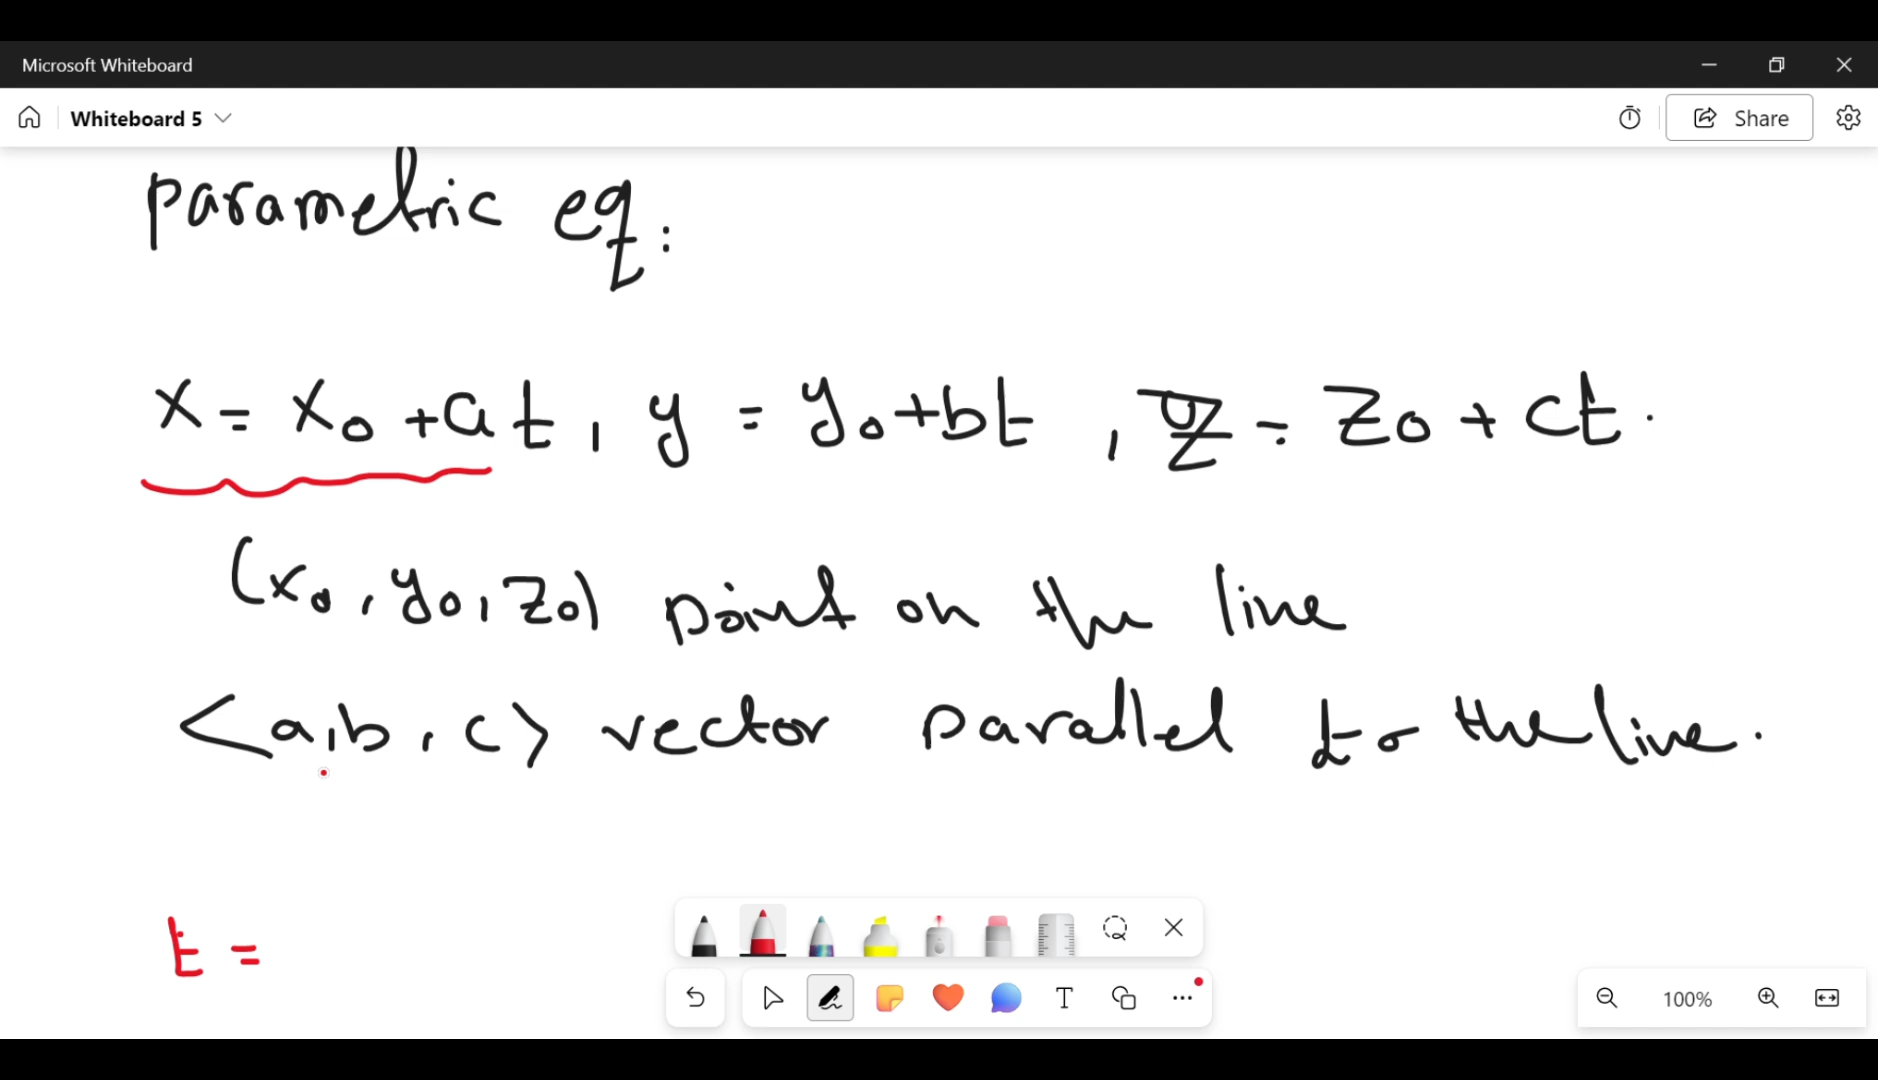 Microsoft Whiteboard
Whiteboard 5
Share
parametric eq:
x = x₀ + at, y = y₀ + bt, z = z₀ + ct.
(x₀, y₀, z₀) point on the line
<a, b, c> vector parallel to the line.
t =
T
100%